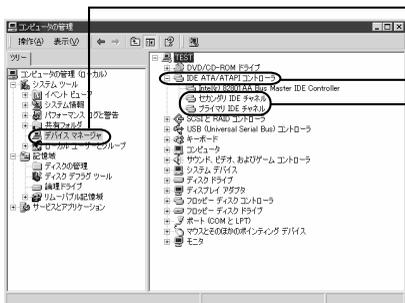 コンピュータの管理
操作(A) 表示(V)
ツリー
コンピュータの管理 (ローカル)
システム ツール
イベント ビューア
システム情報
パフォーマンス ログと警告
共有フォルダ
デバイス マネージャ
ローカル ユーザーとグループ
記憶域
ディスクの管理
ディスク デフラグ ツール
論理ドライブ
リムーバブル記憶域
サービスとアプリケーション
TEST
DVD/CD-ROM ドライブ
IDE ATA/ATAPI コントローラ
Intel(r) 82801AA Bus Master IDE Controller
セカンダリ IDE チャネル
プライマリ IDE チャネル
SCSI と RAID コントローラ
USB (Universal Serial Bus) コントローラ
キーボード
コンピュータ
サウンド、ビデオ、およびゲーム コントローラ
システム デバイス
ディスク ドライブ
ディスプレイ アダプタ
フロッピー ディスク コントローラ
フロッピー ディスク ドライブ
ポート (COM と LPT)
マウスとそのほかのポインティング デバイス
モニタ